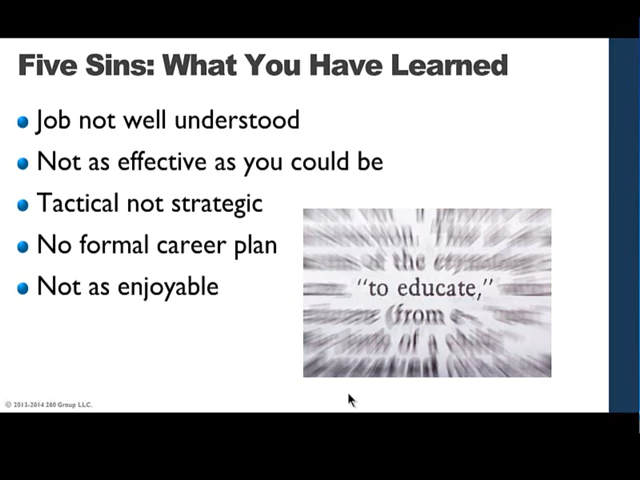 Five Sins: What You Have Learned
Job not well understood
Not as effective as you could be
Tactical not strategic
No formal career plan
Not as enjoyable
"to educate,"
(from
© 2013-2014 280 Group LLC.